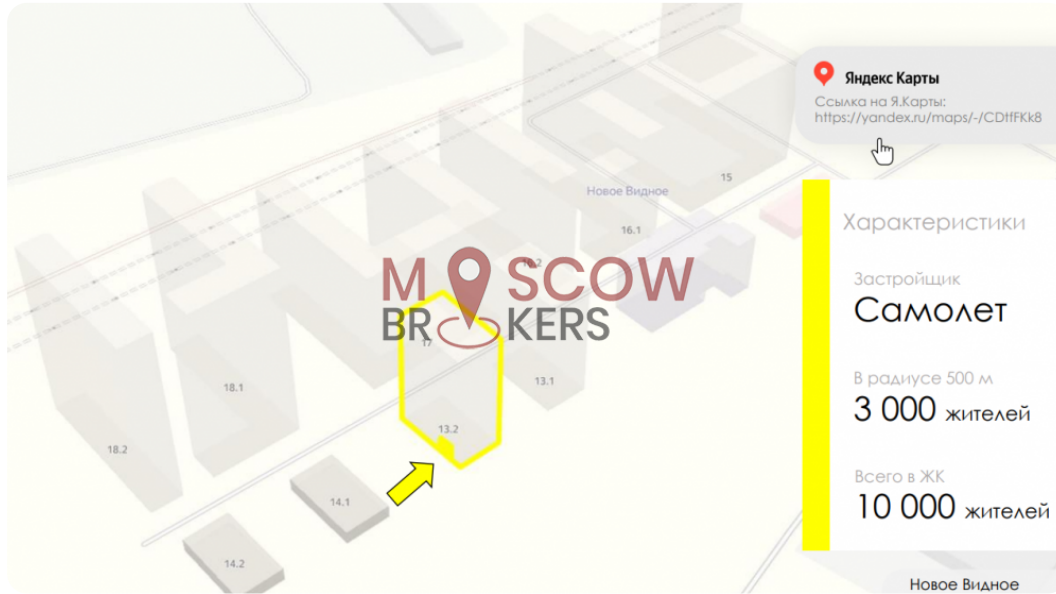 Яндекс Карты
Ссылка на Я.Карты:
https://yandex.ru/maps/-/CDtfFKk8
15
Новое Видное
16.1
16.2
MOSCOW
BROKERS
17
13.1
18.1
13.2
18.2
14.1
14.2
Характеристики
Застройщик
Самолет
В радиусе 500 м
3 000 жителей
Всего в ЖК
10 000 жителей
Новое Видное